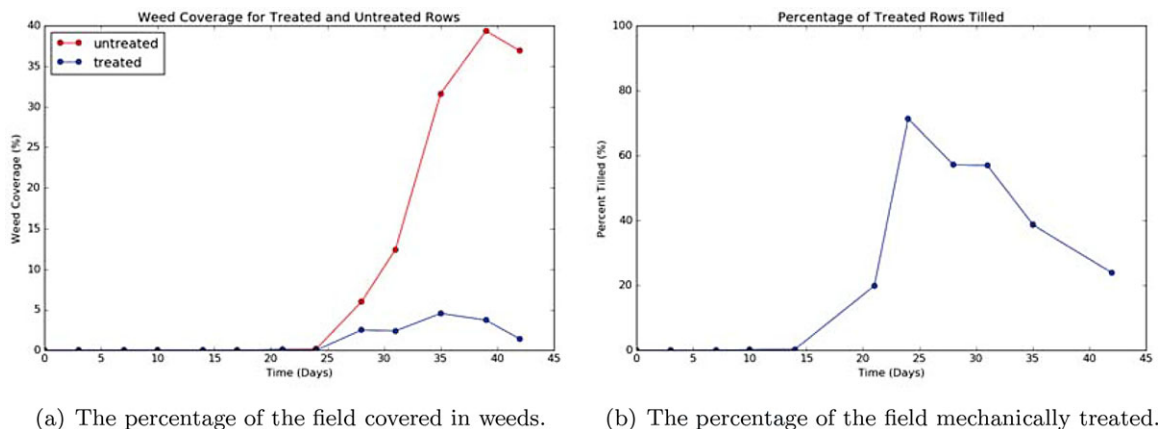 Weed Coverage for Treated and Untreated Rows
untreated
treated
40
35
30
25
20
15
10
5
0
Weed Coverage (%)
0 5 10 15 20 25 30 35 40 45
Time (Days)
(a) The percentage of the field covered in weeds.
Percentage of Treated Rows Tilled
100
80
60
40
20
0
Percent Tilled (%)
0 5 10 15 20 25 30 35 40 45
Time (Days)
(b) The percentage of the field mechanically treated.